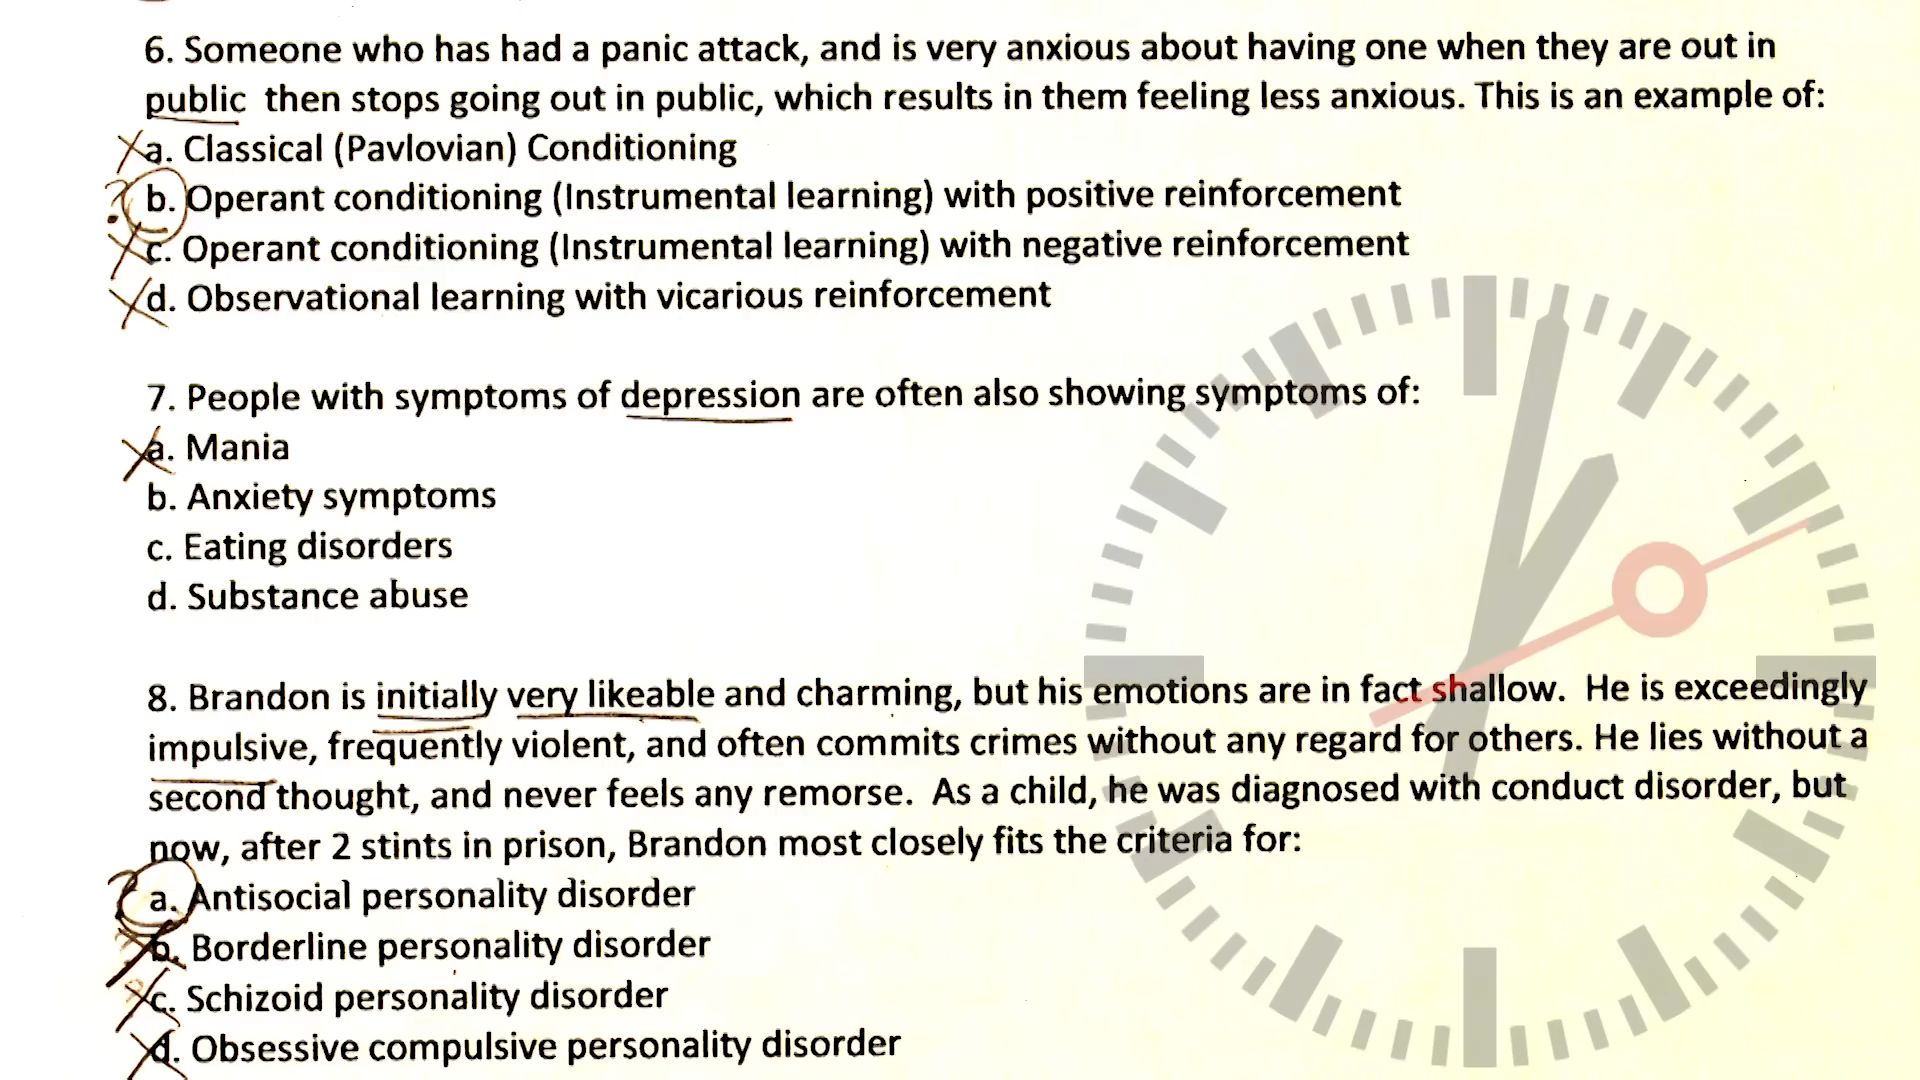 6. Someone who has had a panic attack, and is very anxious about having one when they are out in
public then stops going out in public, which results in them feeling less anxious. This is an example of:
a. Classical (Pavlovian) Conditioning
? b. Operant conditioning (Instrumental learning) with positive reinforcement
c. Operant conditioning (Instrumental learning) with negative reinforcement
d. Observational learning with vicarious reinforcement
7. People with symptoms of depression are often also showing symptoms of:
a. Mania
b. Anxiety symptoms
c. Eating disorders
d. Substance abuse
8. Brandon is initially very likeable and charming, but his emotions are in fact shallow. He is exceedingly
impulsive, frequently violent, and often commits crimes without any regard for others. He lies without a
second thought, and never feels any remorse. As a child, he was diagnosed with conduct disorder, but
now, after 2 stints in prison, Brandon most closely fits the criteria for:
? a. Antisocial personality disorder
b. Borderline personality disorder
c. Schizoid personality disorder
d. Obsessive compulsive personality disorder